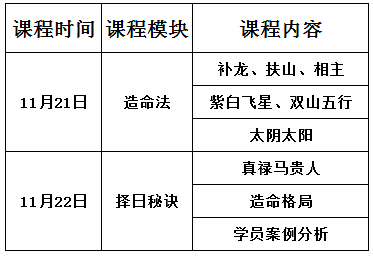 课程时间 课程模块 课程内容
补龙、扶山、相主
11月21日 造命法 紫白飞星、双山五行
太阴太阳
真禄马贵人
11月22日 择日秘诀 造命格局
学员案例分析